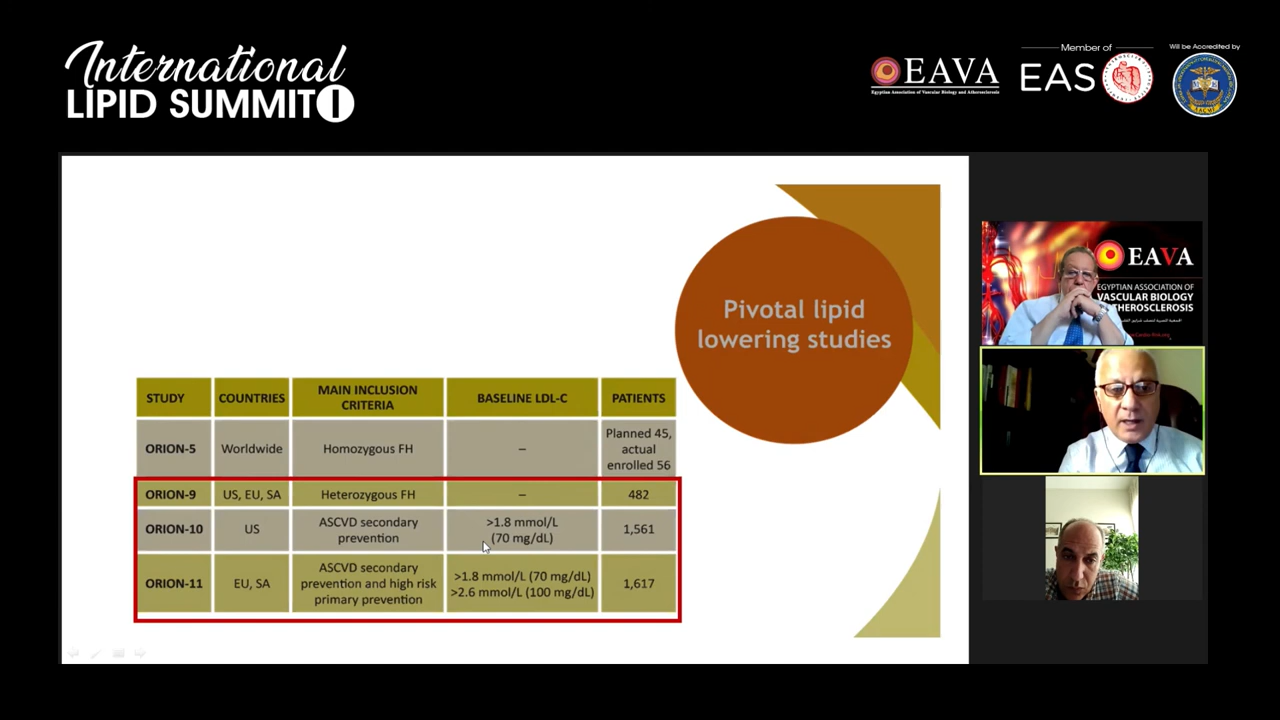 International
LIPID SUMMIT 1
EAVA
Egyptian Association of Vascular Biology and Atherosclerosis
Member of
EAS
Will be Accredited by
Pivotal lipid
lowering studies
STUDY
COUNTRIES
MAIN INCLUSION
CRITERIA
BASELINE LDL-C
PATIENTS
ORION-5
Worldwide
Homozygous FH
–
Planned 45,
actual
enrolled 56
ORION-9
US, EU, SA
Heterozygous FH
–
482
ORION-10
US
ASCVD secondary
prevention
>1.8 mmol/L
(70 mg/dL)
1,561
ORION-11
EU, SA
ASCVD secondary
prevention and high risk
primary prevention
>1.8 mmol/L (70 mg/dL)
>2.6 mmol/L (100 mg/dL)
1,617
EAVA
EGYPTIAN ASSOCIATION OF
VASCULAR BIOLOGY
THEROSCLEROSIS